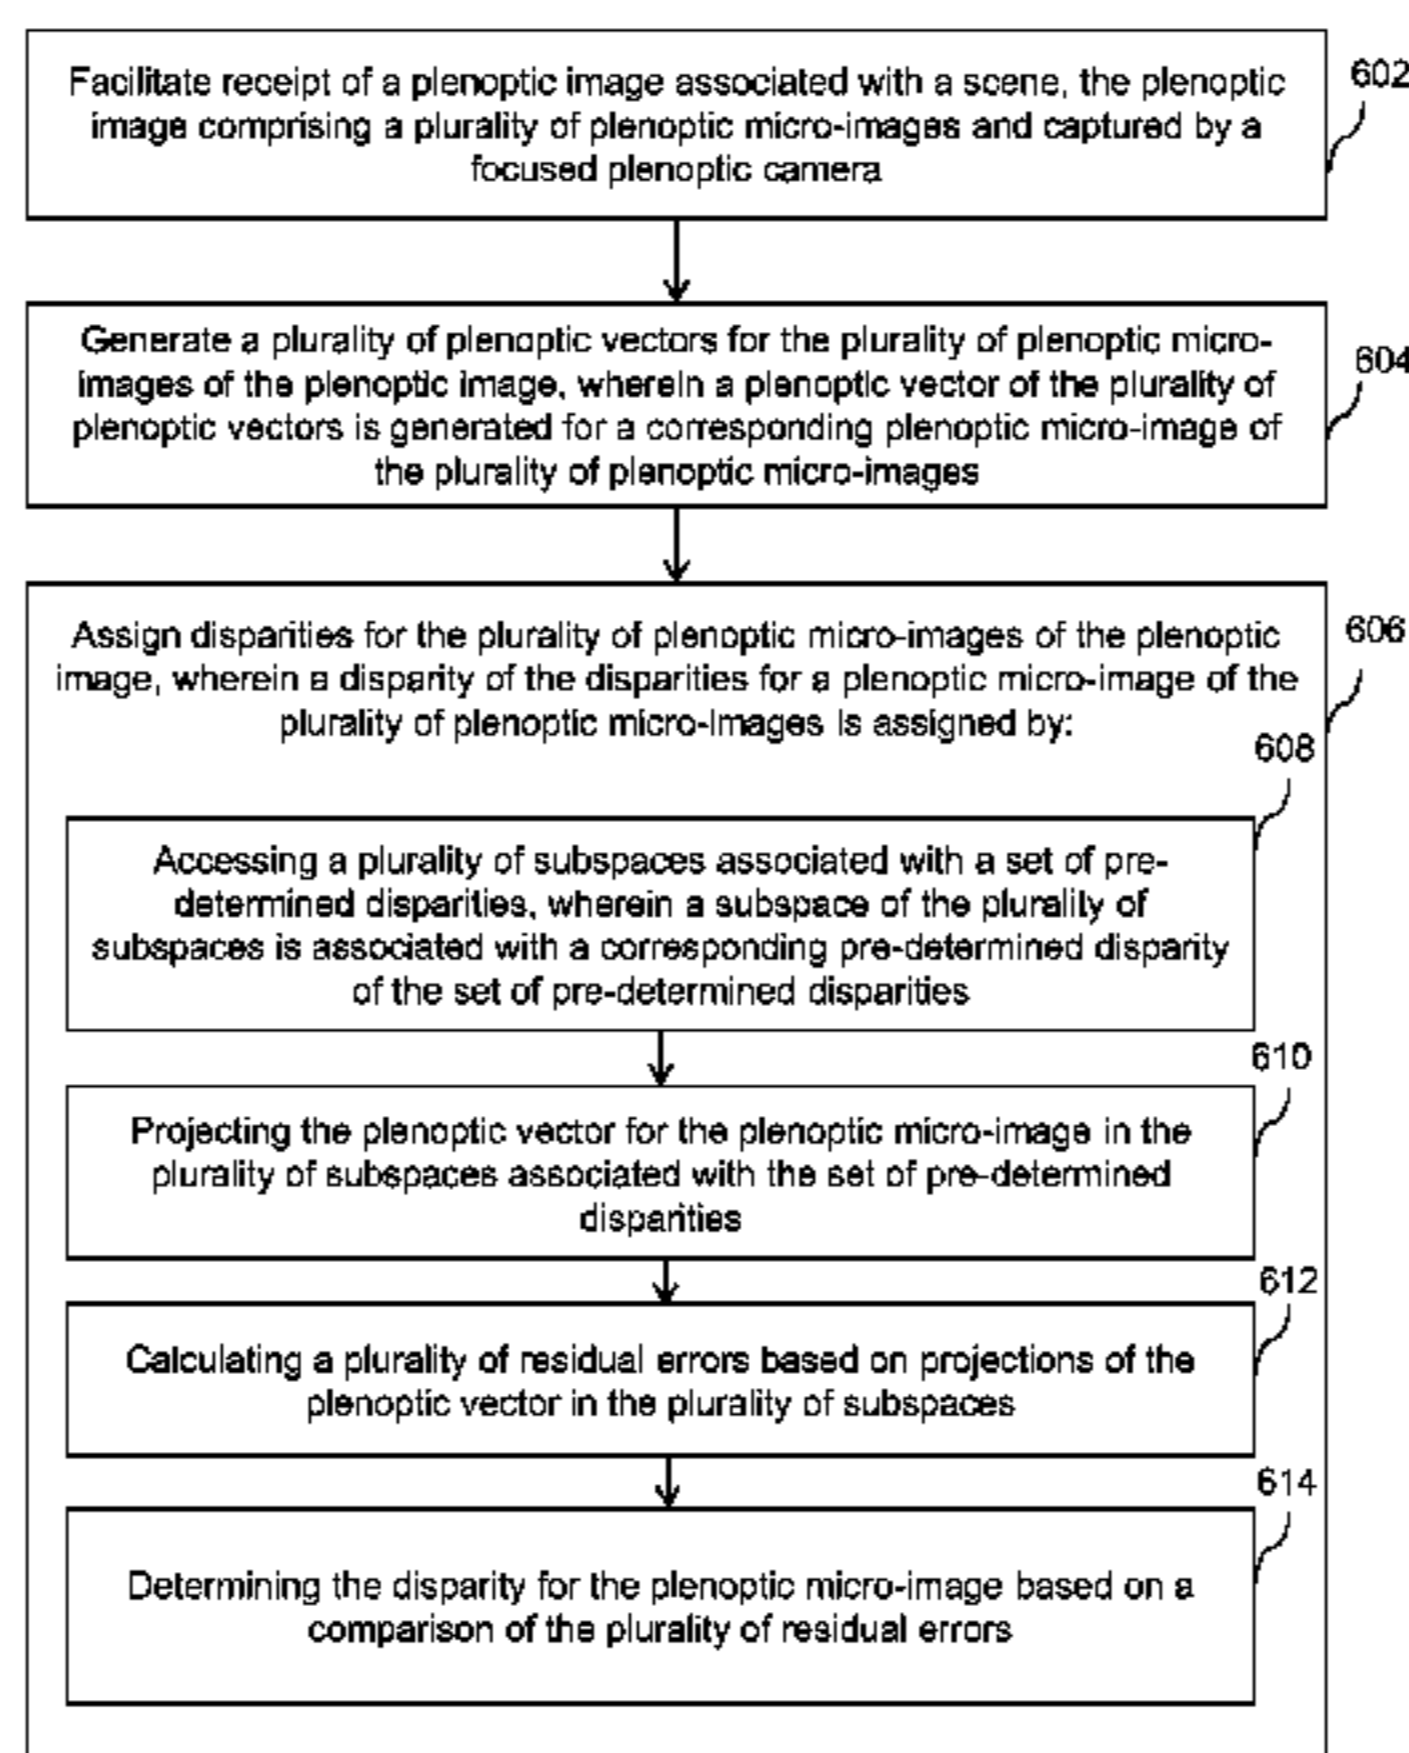 Facilitate receipt of a plenoptic image associated with a scene, the plenoptic
image comprising a plurality of plenoptic micro-images and captured by a
focused plenoptic camera
602
Generate a plurality of plenoptic vectors for the plurality of plenoptic micro-
images of the plenoptic image, wherein a plenoptic vector of the plurality of
plenoptic vectors is generated for a corresponding plenoptic micro-image of
the plurality of plenoptic micro-images
604
Assign disparities for the plurality of plenoptic micro-images of the plenoptic
image, wherein a disparity of the disparities for a plenoptic micro-image of the
plurality of plenoptic micro-images is assigned by:
606
608
Accessing a plurality of subspaces associated with a set of pre-
determined disparities, wherein a subspace of the plurality of
subspaces is associated with a corresponding pre-determined disparity
of the set of pre-determined disparities
610
Projecting the plenoptic vector for the plenoptic micro-image in the
plurality of subspaces associated with the set of pre-determined
disparities
612
Calculating a plurality of residual errors based on projections of the
plenoptic vector in the plurality of subspaces
614
Determining the disparity for the plenoptic micro-image based on a
comparison of the plurality of residual errors